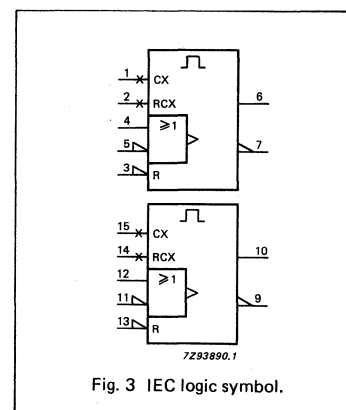 1 CX
2 RCX 6
4 ≥1
5 7
3 R
15 CX
14 RCX 10
12 ≥1
11 9
13 R
7Z93890.1
Fig. 3 IEC logic symbol.